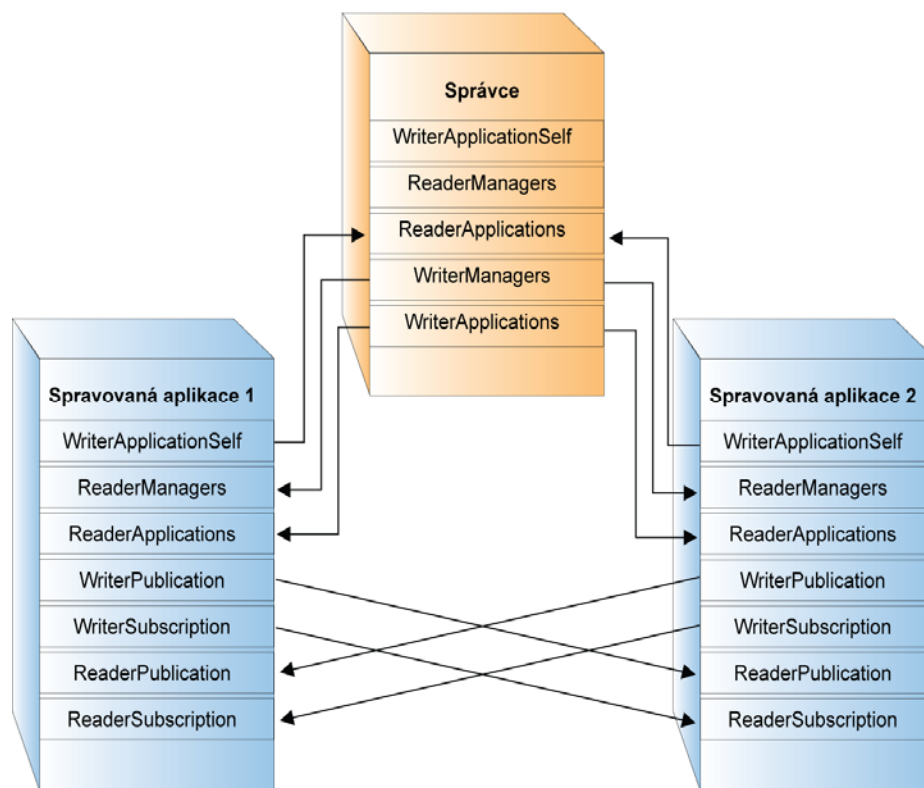 Správce
WriterApplicationSelf
ReaderManagers
ReaderApplications
WriterManagers
WriterApplications
Spravovaná aplikace 1
WriterApplicationSelf
ReaderManagers
ReaderApplications
WriterPublication
WriterSubscription
ReaderPublication
ReaderSubscription
Spravovaná aplikace 2
WriterApplicationSelf
ReaderManagers
ReaderApplications
WriterPublication
WriterSubscription
ReaderPublication
ReaderSubscription